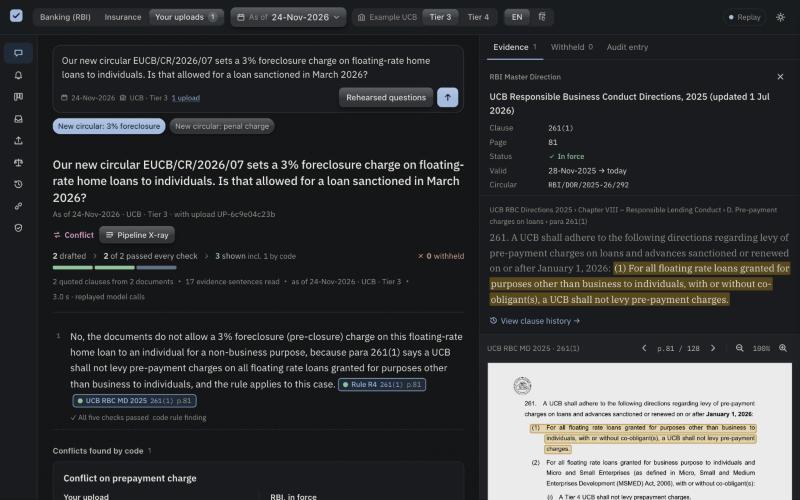 Banking (RBI) Insurance Your uploads 1 As of 24-Nov-2026 Example UCB Tier 3 Tier 4 EN Replay
Our new circular EUCB/CR/2026/07 sets a 3% foreclosure charge on floating-rate home
loans to individuals. Is that allowed for a loan sanctioned in March 2026?
24-Nov-2026 UCB · Tier 3 1 upload Rehearsed questions
New circular: 3% foreclosure New circular: penal charge
Our new circular EUCB/CR/2026/07 sets a 3% foreclosure charge on floating-
rate home loans to individuals. Is that allowed for a loan sanctioned in March
2026?
As of 24-Nov-2026 · UCB · Tier 3 · with upload UP-6c9e04c23b
Conflict Pipeline X-ray
2 drafted > 2 of 2 passed every check > 3 shown incl. 1 by code × 0 withheld
2 quoted clauses from 2 documents • 17 evidence sentences read • as of 24-Nov-2026 · UCB · Tier 3 •
3.0 s · replayed model calls
1 No, the documents do not allow a 3% foreclosure (pre-closure) charge on this floating-rate
home loan to an individual for a non-business purpose, because para 261(1) says a UCB
shall not levy pre-payment charges on all floating rate loans granted for purposes other
than business to individuals, and the rule applies to this case. Rule R4 261(1) p.81
UCB RBC MD 2025 261(1) p.81
✓ All five checks passed code rule finding
Conflicts found by code 1
Conflict on prepayment charge
Your upload RBI, in force
Evidence 1 Withheld 0 Audit entry
RBI Master Direction ×
UCB Responsible Business Conduct Directions, 2025 (updated 1 Jul
2026)
Clause 261(1)
Page 81
Status ✓ In force
Valid 28-Nov-2025 → today
Circular RBI/DOR/2025-26/292
UCB RBC Directions 2025 › Chapter VIII – Responsible Lending Conduct › D. Pre-payment
charges on loans › para 261(1)
261. A UCB shall adhere to the following directions regarding levy of
pre-payment charges on loans and advances sanctioned or renewed
on or after January 1, 2026: (1) For all floating rate loans granted for
purposes other than business to individuals, with or without co-
obligant(s), a UCB shall not levy pre-payment charges.
View clause history →
UCB RBC MD 2025 · 261(1) p.81 / 128 100%
261. A UCB shall adhere to the following directions regarding levy of pre-payment
charges on loans and advances sanctioned or renewed on or after January 1, 2026:
(1) For all floating rate loans granted for purposes other than business to
individuals, with or without co-obligant(s), a UCB shall not levy pre-payment
charges.
(2) For all floating rate loans granted for business purpose to individuals and
Micro and Small Enterprises (as defined in Micro, Small and Medium
Enterprises Development (MSMED) Act, 2006), with or without co-obligant(s):
(i) A Tier 4 UCB shall not levy prepayment charges.